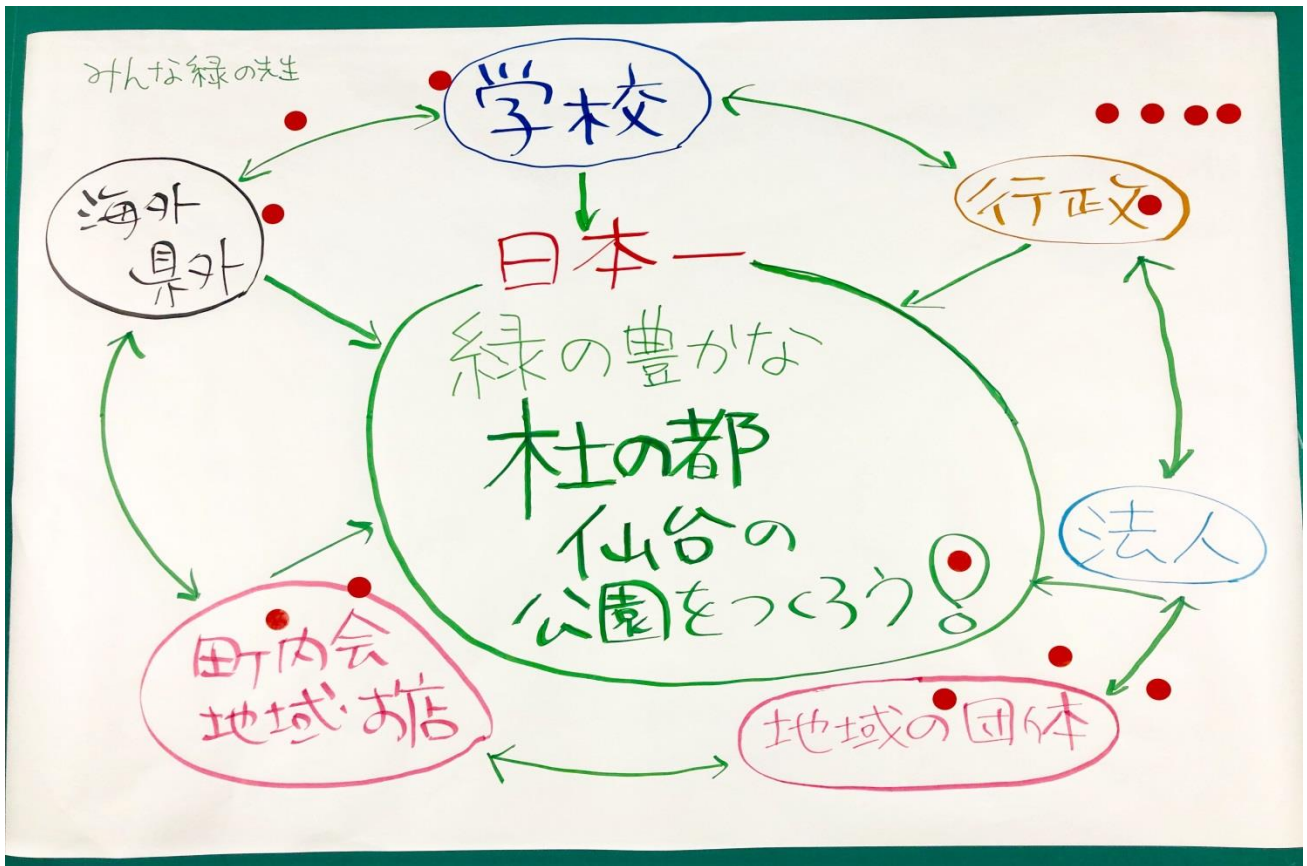 みんな緑の先生
学校
海外
県外
行政
日本一
緑の豊かな
杜の都
仙台の
公園をつくろう!
法人
町内会
地域・お店
地域の団体